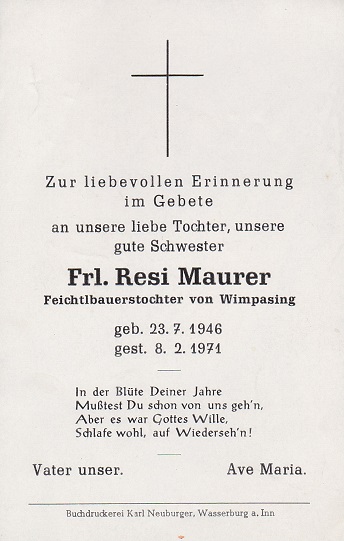 Zur liebevollen Erinnerung
im Gebete
an unsere liebe Tochter, unsere
gute Schwester
Frl. Resi Maurer
Feichtlbauerstochter von Wimpasing
geb. 23. 7. 1946
gest. 8. 2. 1971
In der Blüte Deiner Jahre
Mußtest Du schon von uns geh'n,
Aber es war Gottes Wille,
Schlafe wohl, auf Wiederseh'n!
Vater unser. Ave Maria.
Buchdruckerei Karl Neuburger, Wasserburg a. Inn